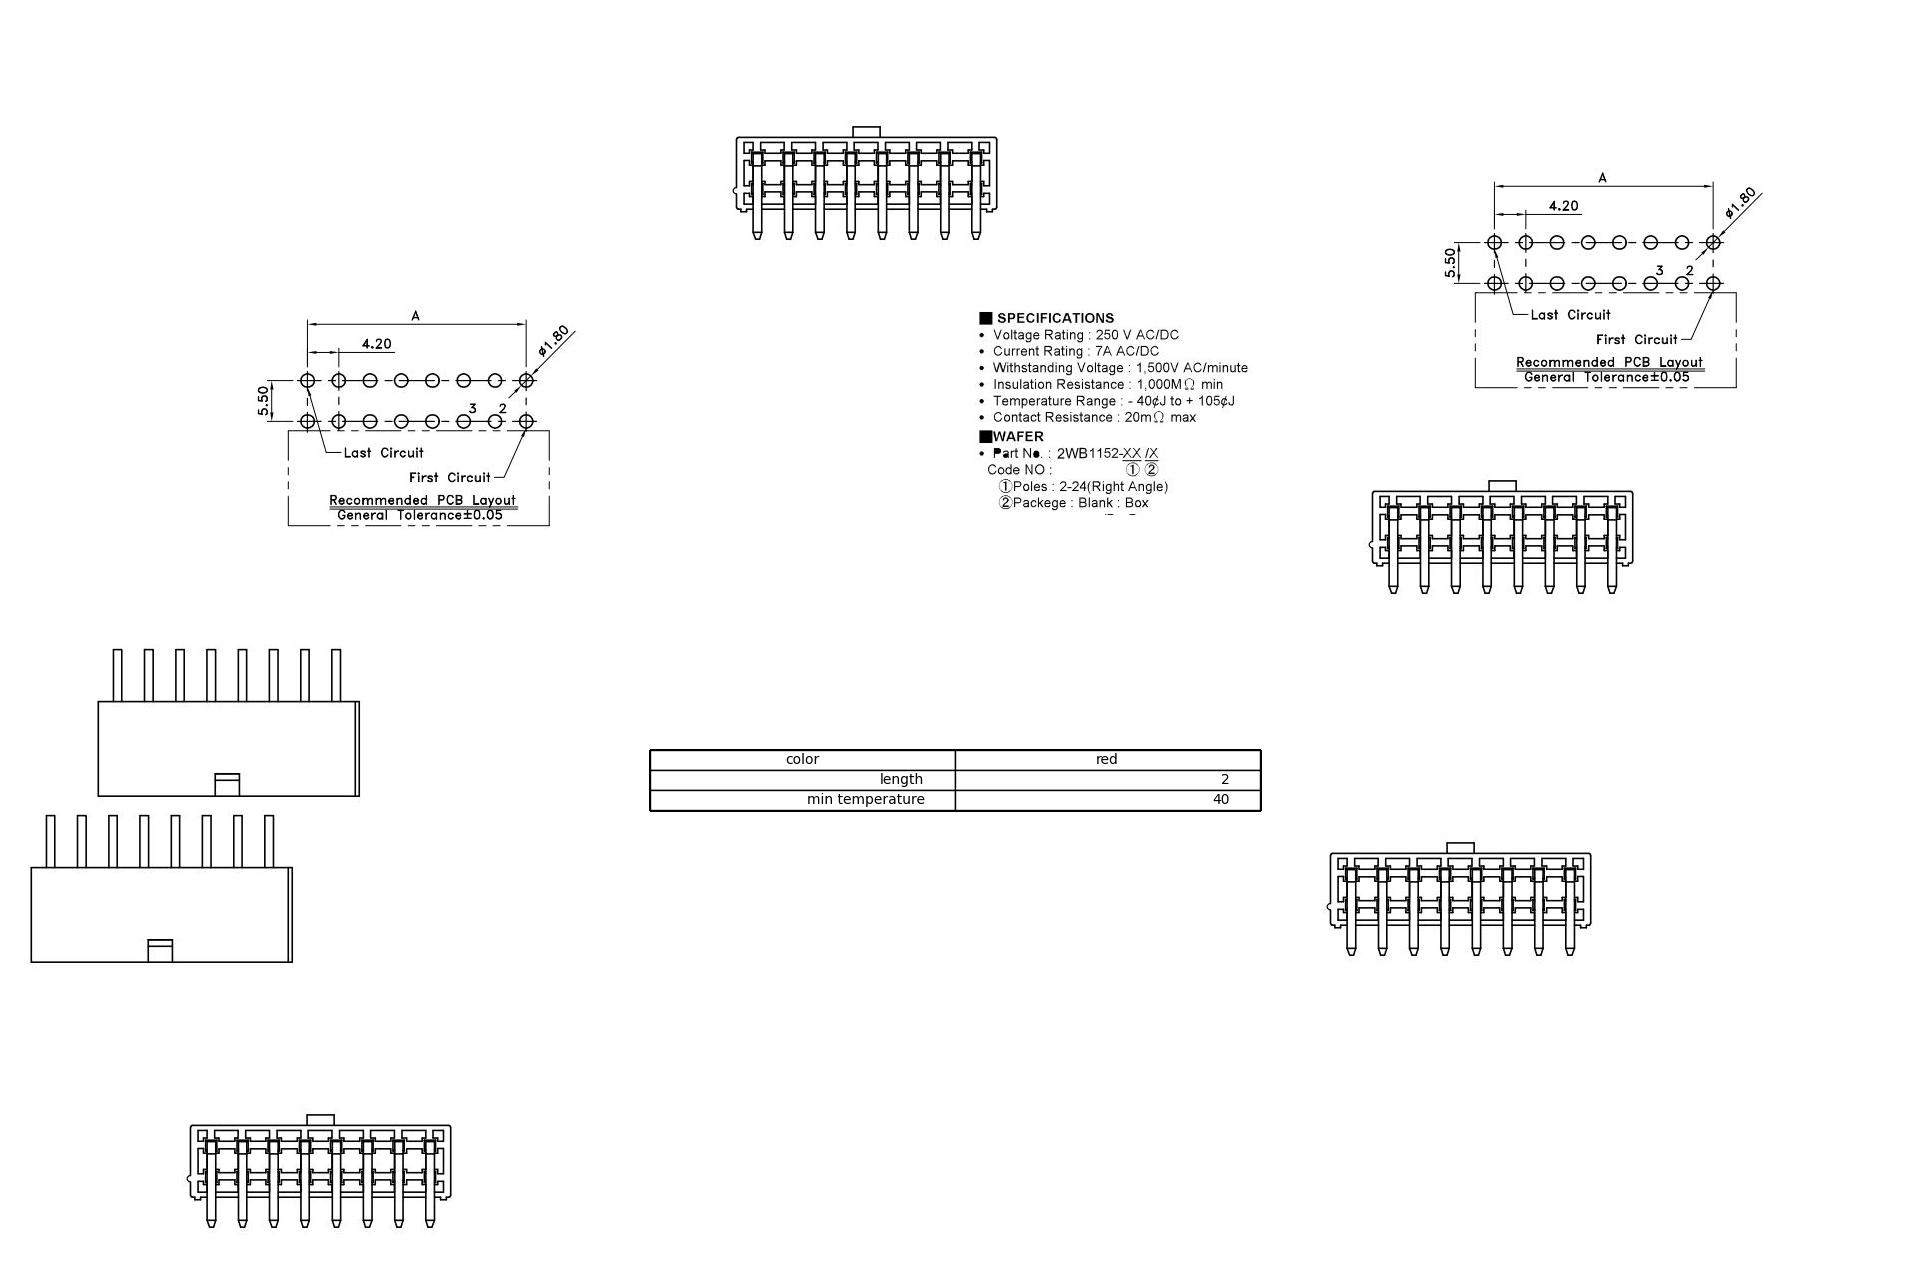 A
4.20
ø1.80
5.50
3 2
Last Circuit
First Circuit
Recommended PCB Layout
General Tolerance±0.05
A
4.20
ø1.80
5.50
3 2
Last Circuit
First Circuit
Recommended PCB Layout
General Tolerance±0.05
■ SPECIFICATIONS
• Voltage Rating : 250 V AC/DC
• Current Rating : 7A AC/DC
• Withstanding Voltage : 1,500V AC/minute
• Insulation Resistance : 1,000MΩ min
• Temperature Range : - 40¢J to + 105¢J
• Contact Resistance : 20mΩ max
■WAFER
• Part No. : 2WB1152-XX /X
Code NO : ① ②
①Poles : 2-24(Right Angle)
②Packege : Blank : Box
color red
length 2
min temperature 40